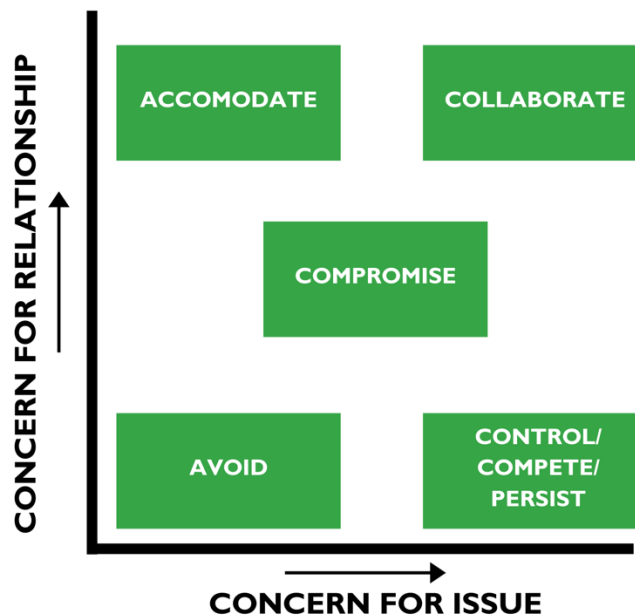 CONCERN FOR RELATIONSHIP
ACCOMODATE
COLLABORATE
COMPROMISE
AVOID
CONTROL/
COMPETE/
PERSIST
CONCERN FOR ISSUE